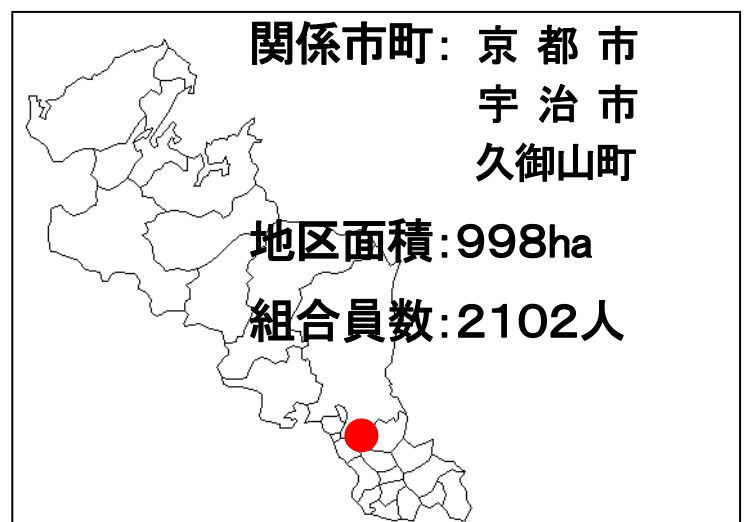 関係市町：京 都 市
宇 治 市
久御山町
地区面積：９９８ha
組合員数：２１０２人